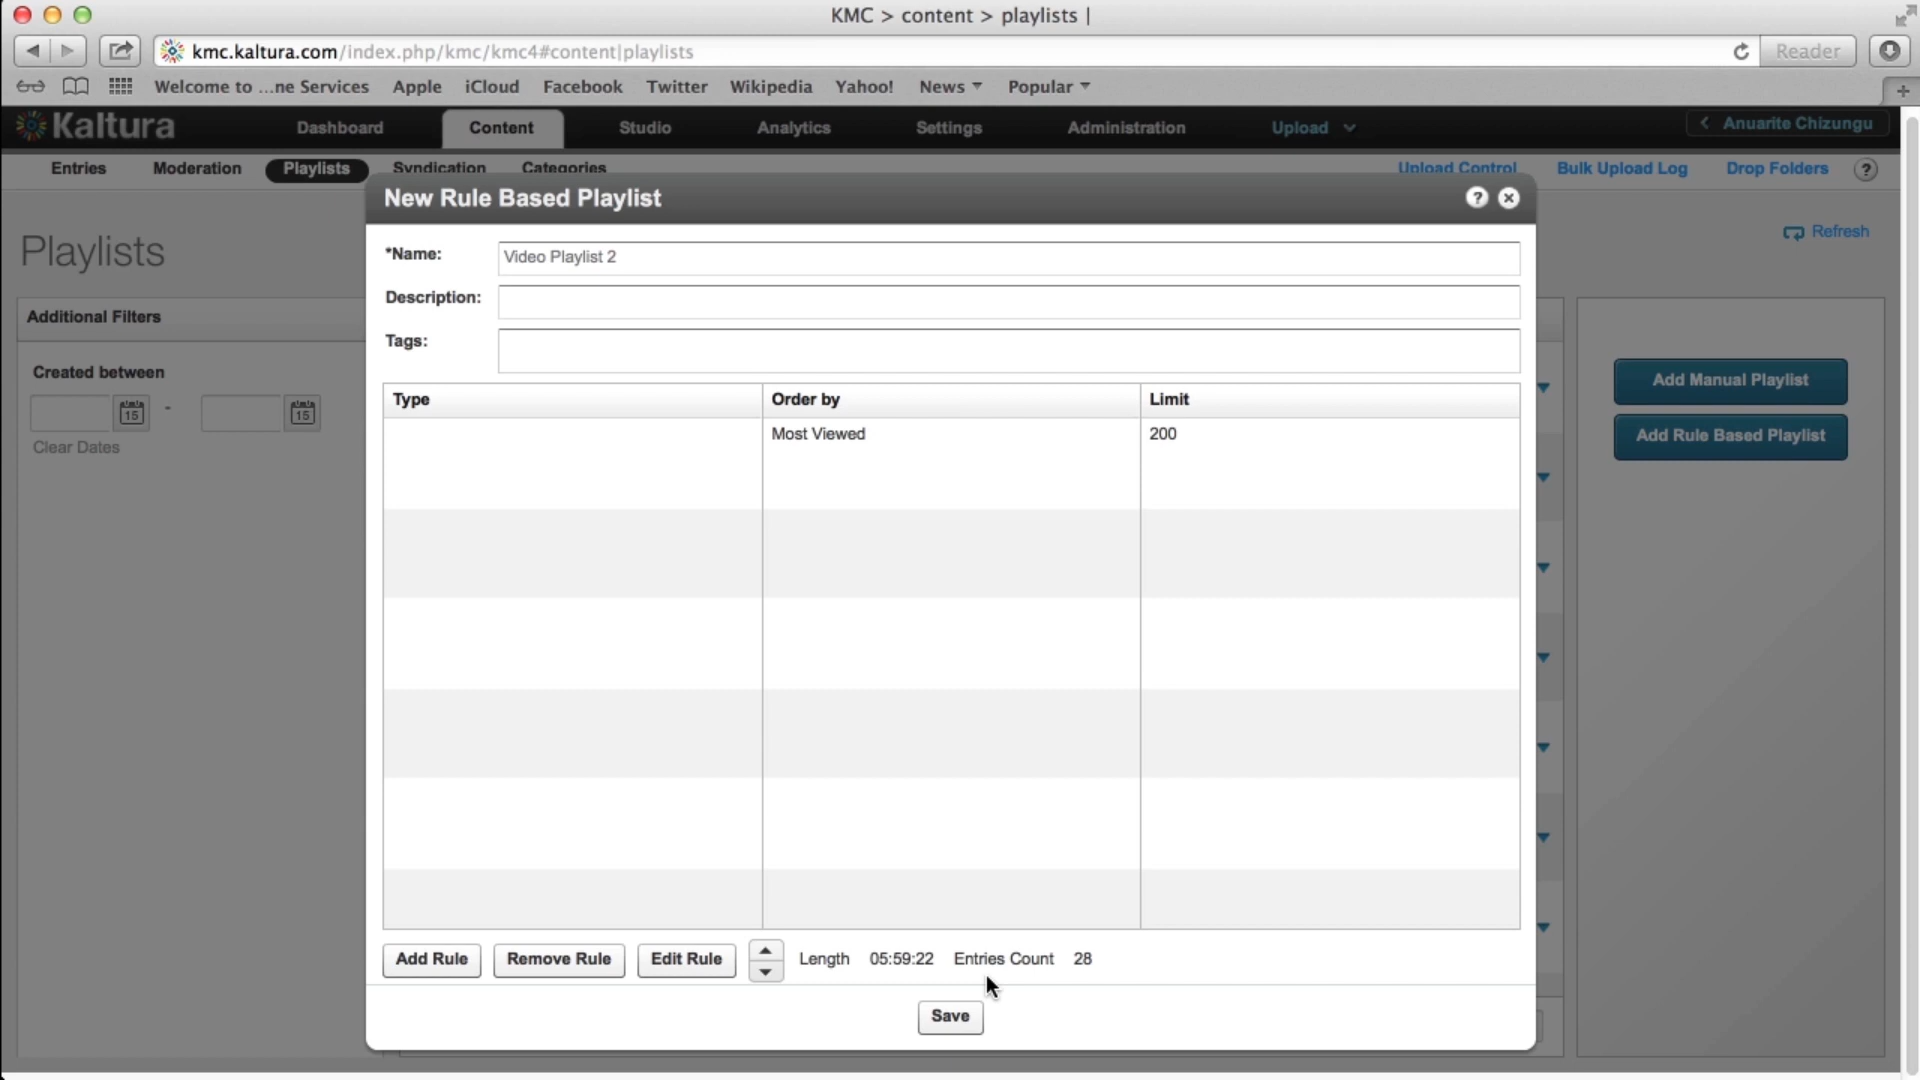 KMC > content > playlists |
kmc.kaltura.com/index.php/kmc/kmc4#content|playlists
Reader
Welcome to ...ne Services Apple iCloud Facebook Twitter Wikipedia Yahoo! News Popular
Kaltura Dashboard Content Studio Analytics Settings Administration Upload < Anuarite Chizungu
Entries Moderation Playlists Syndication Categories Upload Control Bulk Upload Log Drop Folders ?
New Rule Based Playlist ?
Playlists
Refresh
*Name: Video Playlist 2
Description:
Tags:
Additional Filters
Created between
15 - 15
Clear Dates
Add Manual Playlist
Add Rule Based Playlist
Type Order by Limit
Most Viewed 200
Add Rule Remove Rule Edit Rule Length 05:59:22 Entries Count 28
Save